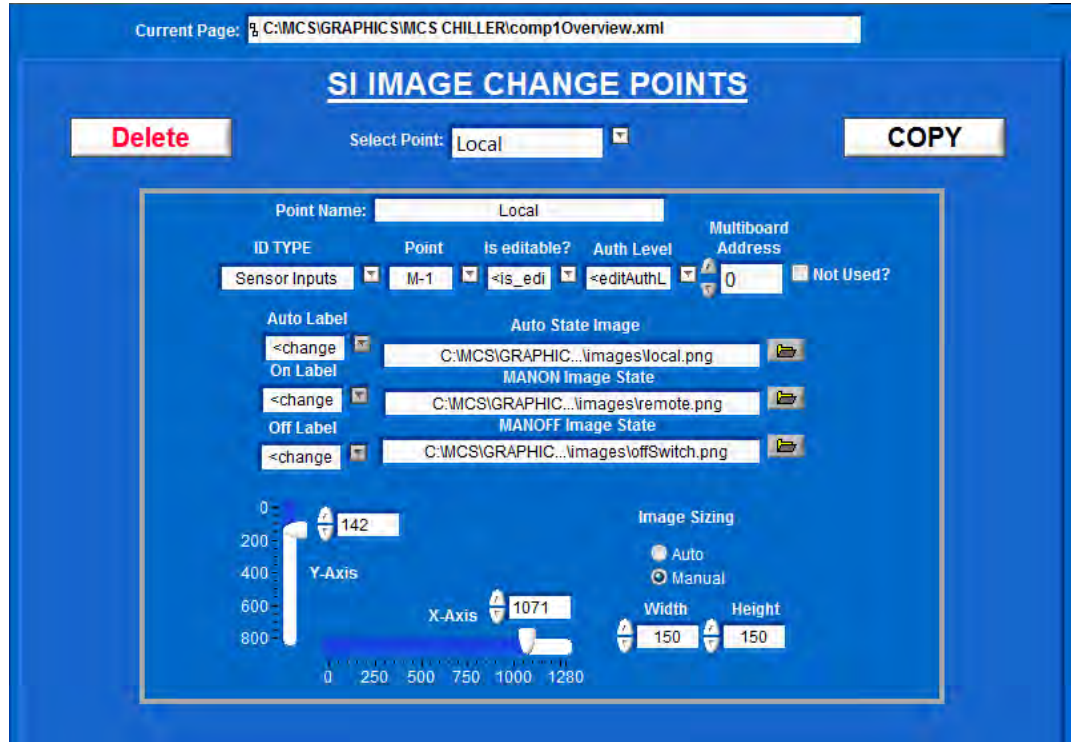 Current Page: C:\MCS\GRAPHICS\MCS CHILLER\comp1Overview.xml
SI IMAGE CHANGE POINTS
Delete
Select Point: Local
COPY
Point Name: Local
ID TYPE Point Is editable? Auth Level Multiboard Address
Sensor Inputs M-1 <is_edi <editAuthL 0 Not Used?
Auto Label Auto State Image
<change C:\MCS\GRAPHIC...\images\local.png
On Label MANON Image State
<change C:\MCS\GRAPHIC...\images\remote.png
Off Label MANOFF Image State
<change C:\MCS\GRAPHIC...\images\offSwitch.png
0
142
200
400
600
800
Y-Axis
X-Axis 1071
0 250 500 750 1000 1280
Image Sizing
Auto
Manual
Width Height
150 150